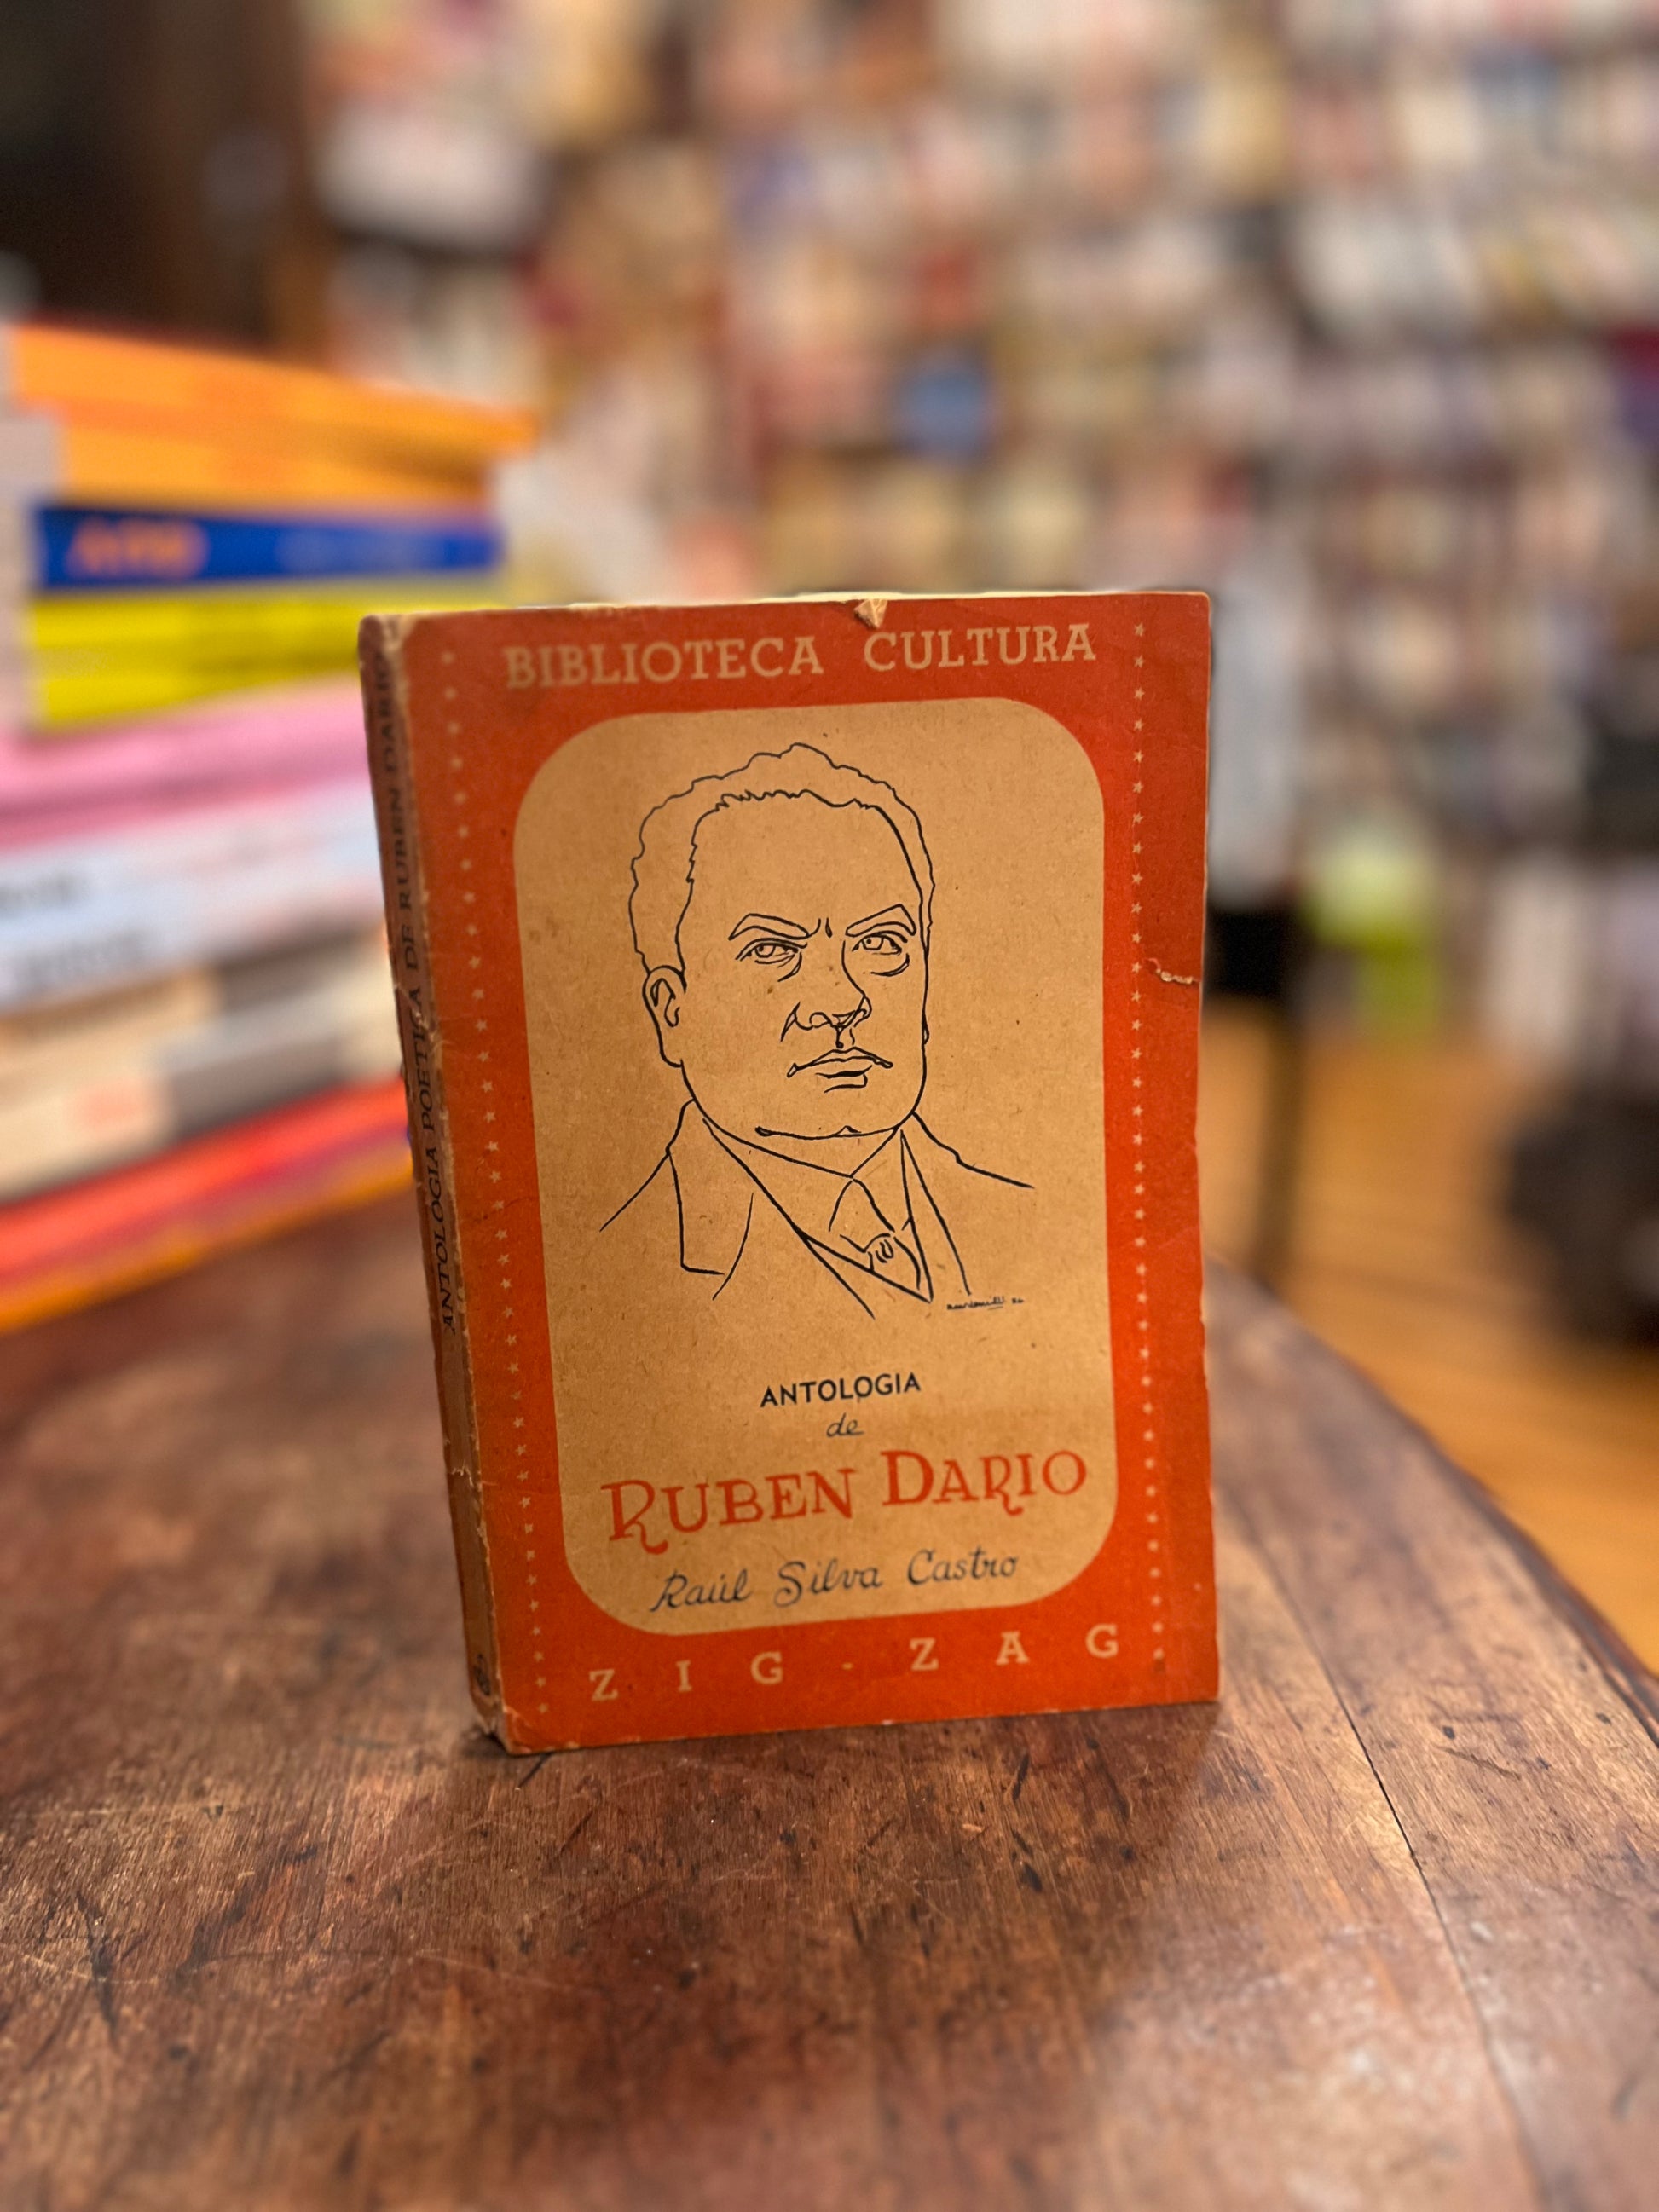 BIBLIOTECA CULTURA
ANTOLOGIA
de
RUBEN DARIO
Raúl Silva Castro
ZIG-ZAG
ANTOLOGIA POETICA DE RUBEN DARIO